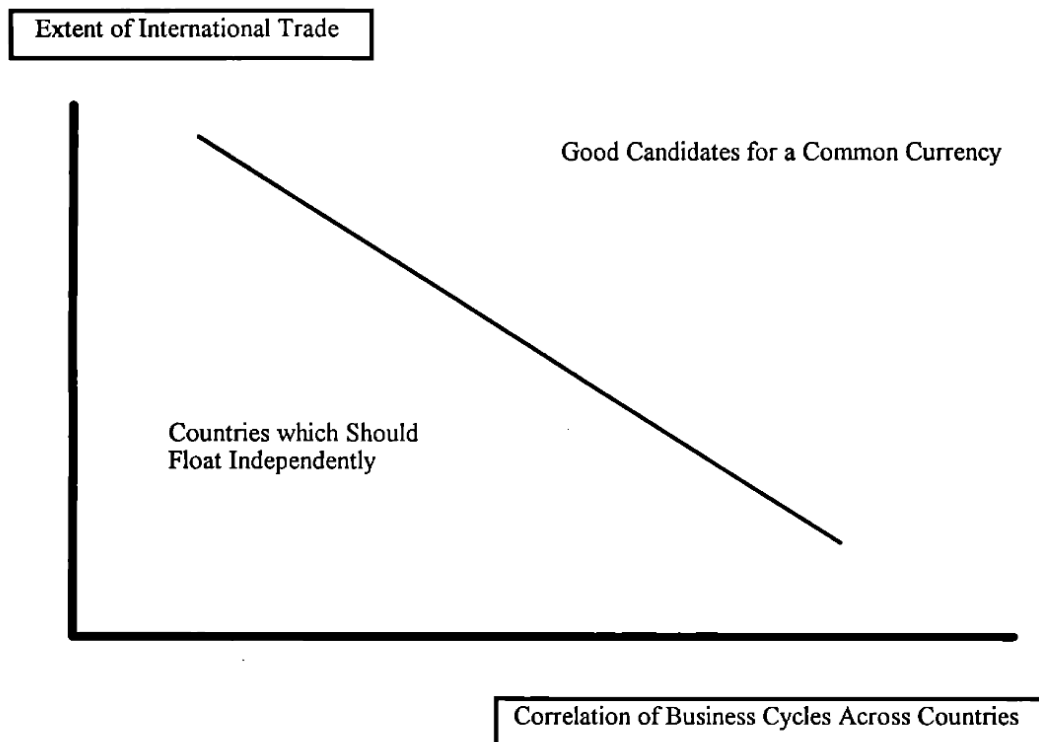 Extent of International Trade
Good Candidates for a Common Currency
Countries which Should
Float Independently
Correlation of Business Cycles Across Countries